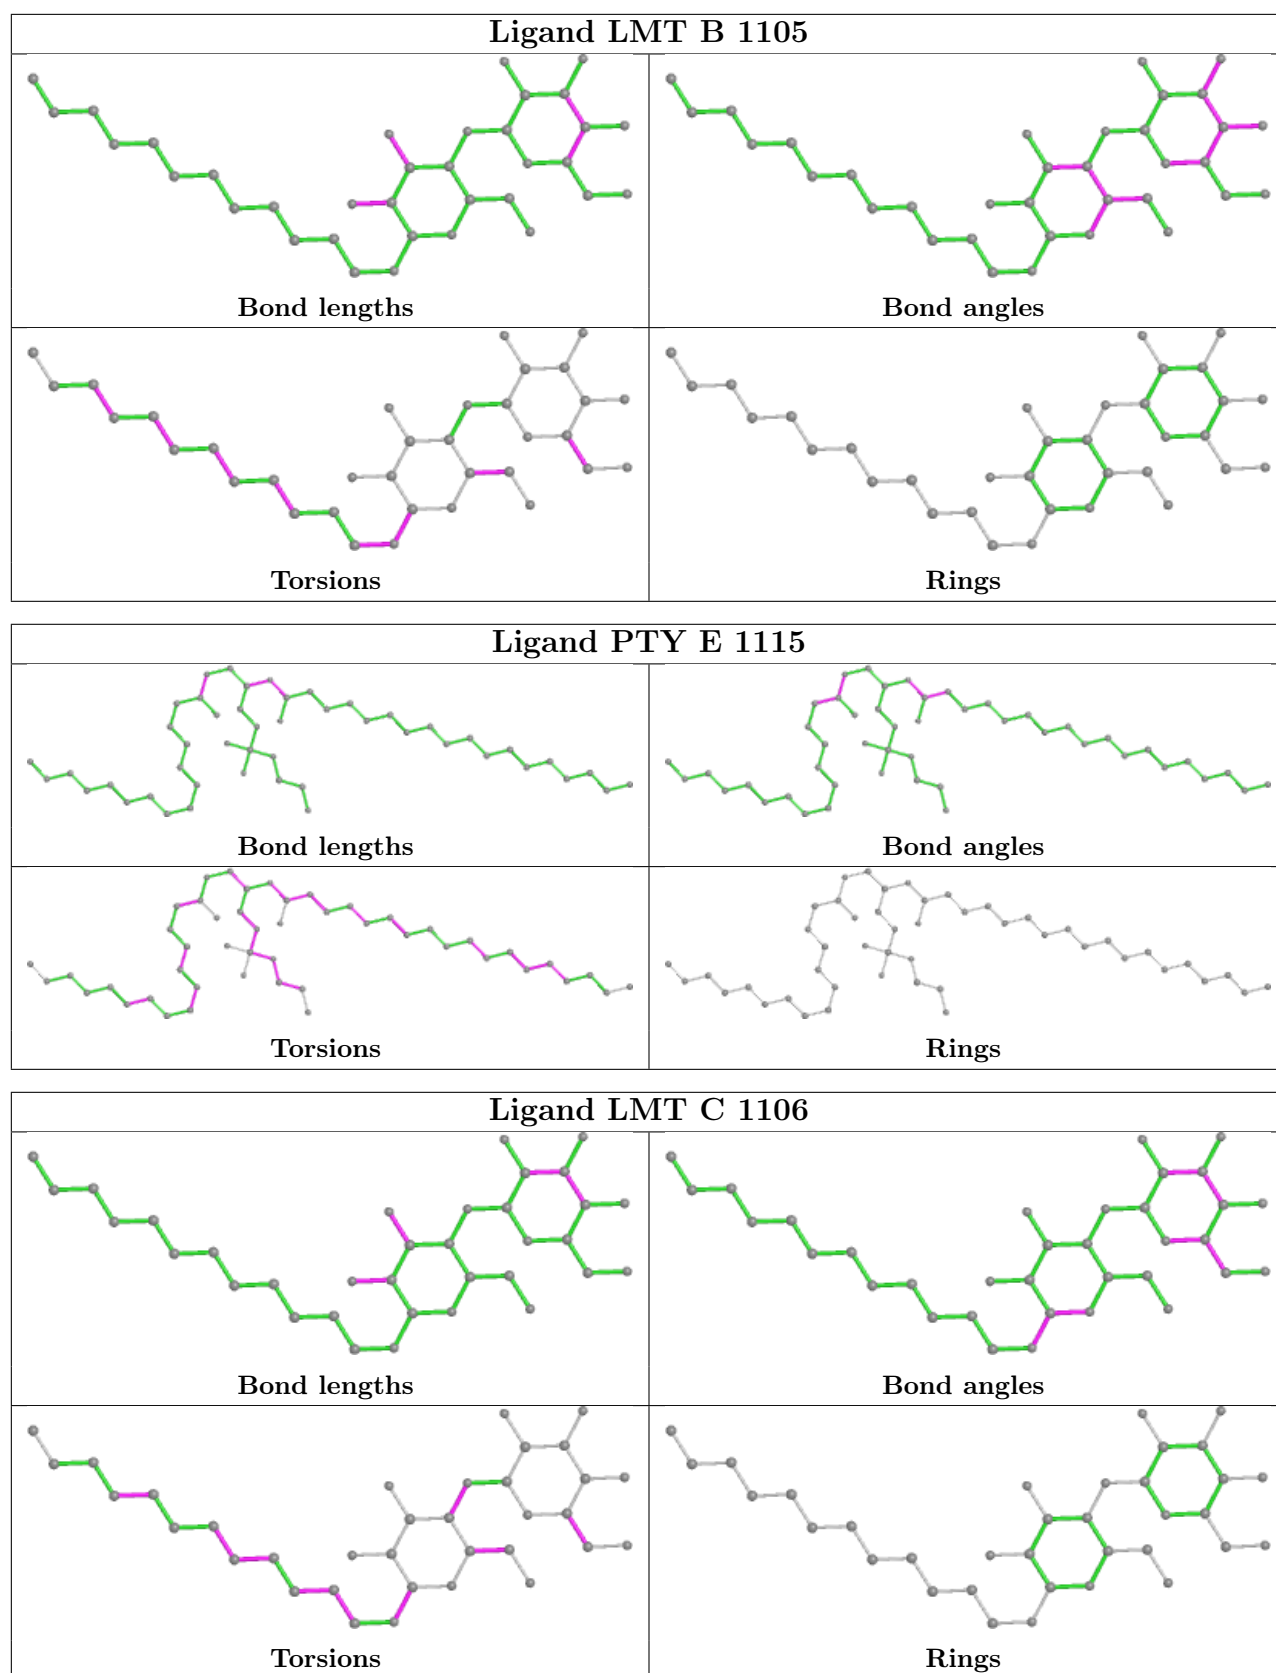 Ligand LMT B 1105
Bond lengths
Bond angles
Torsions
Rings
Ligand PTY E 1115
Bond lengths
Bond angles
Torsions
Rings
Ligand LMT C 1106
Bond lengths
Bond angles
Torsions
Rings